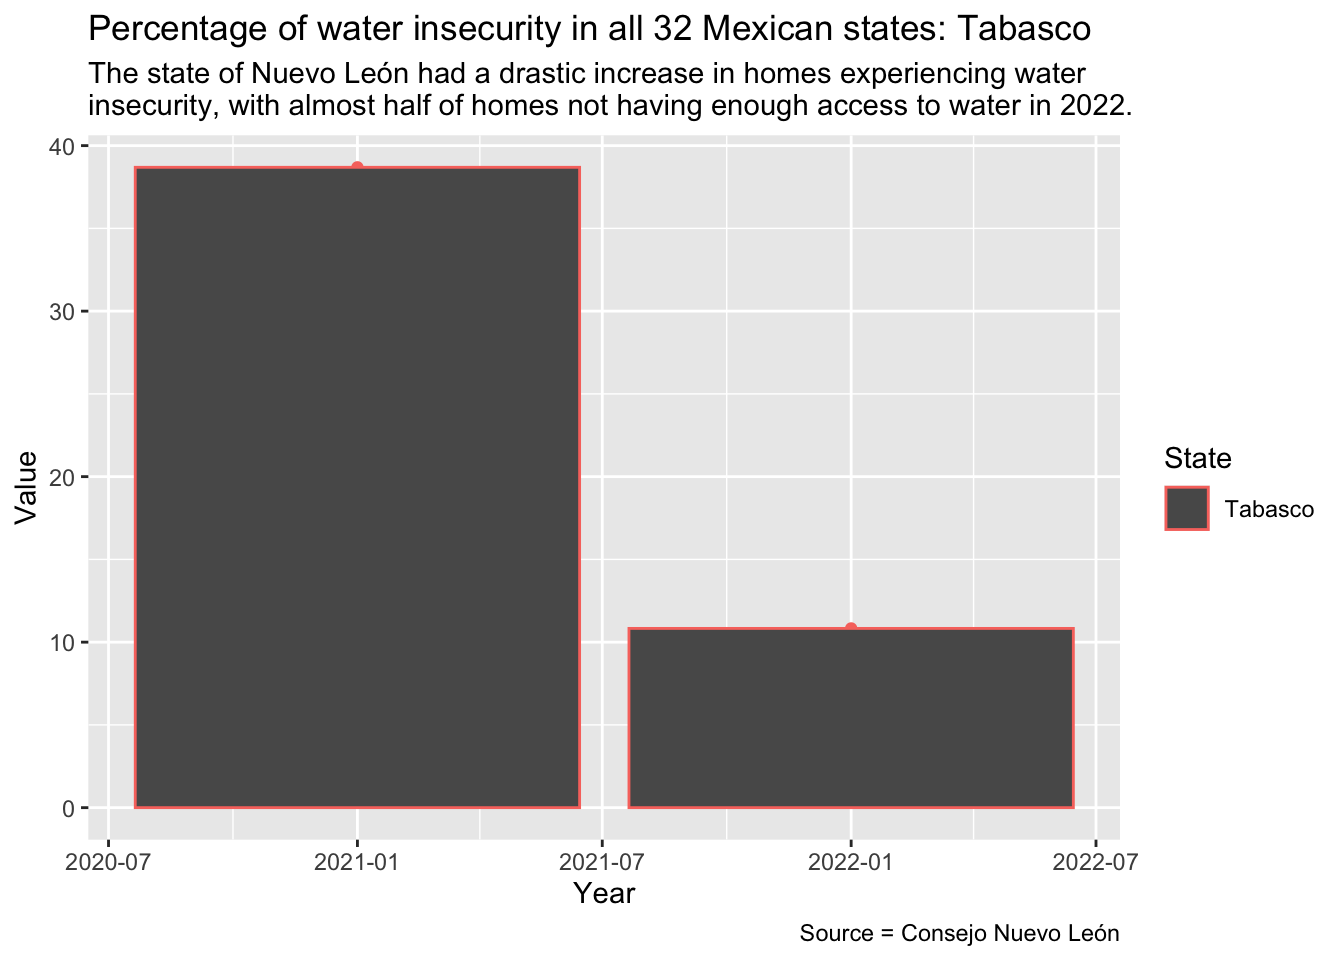 Percentage of water insecurity in all 32 Mexican states: Tabasco
The state of Nuevo León had a drastic increase in homes experiencing water
insecurity, with almost half of homes not having enough access to water in 2022.
40
30
20
10
0
Value
2020-07
2021-01
2021-07
2022-01
2022-07
Year
State
Tabasco
Source = Consejo Nuevo León